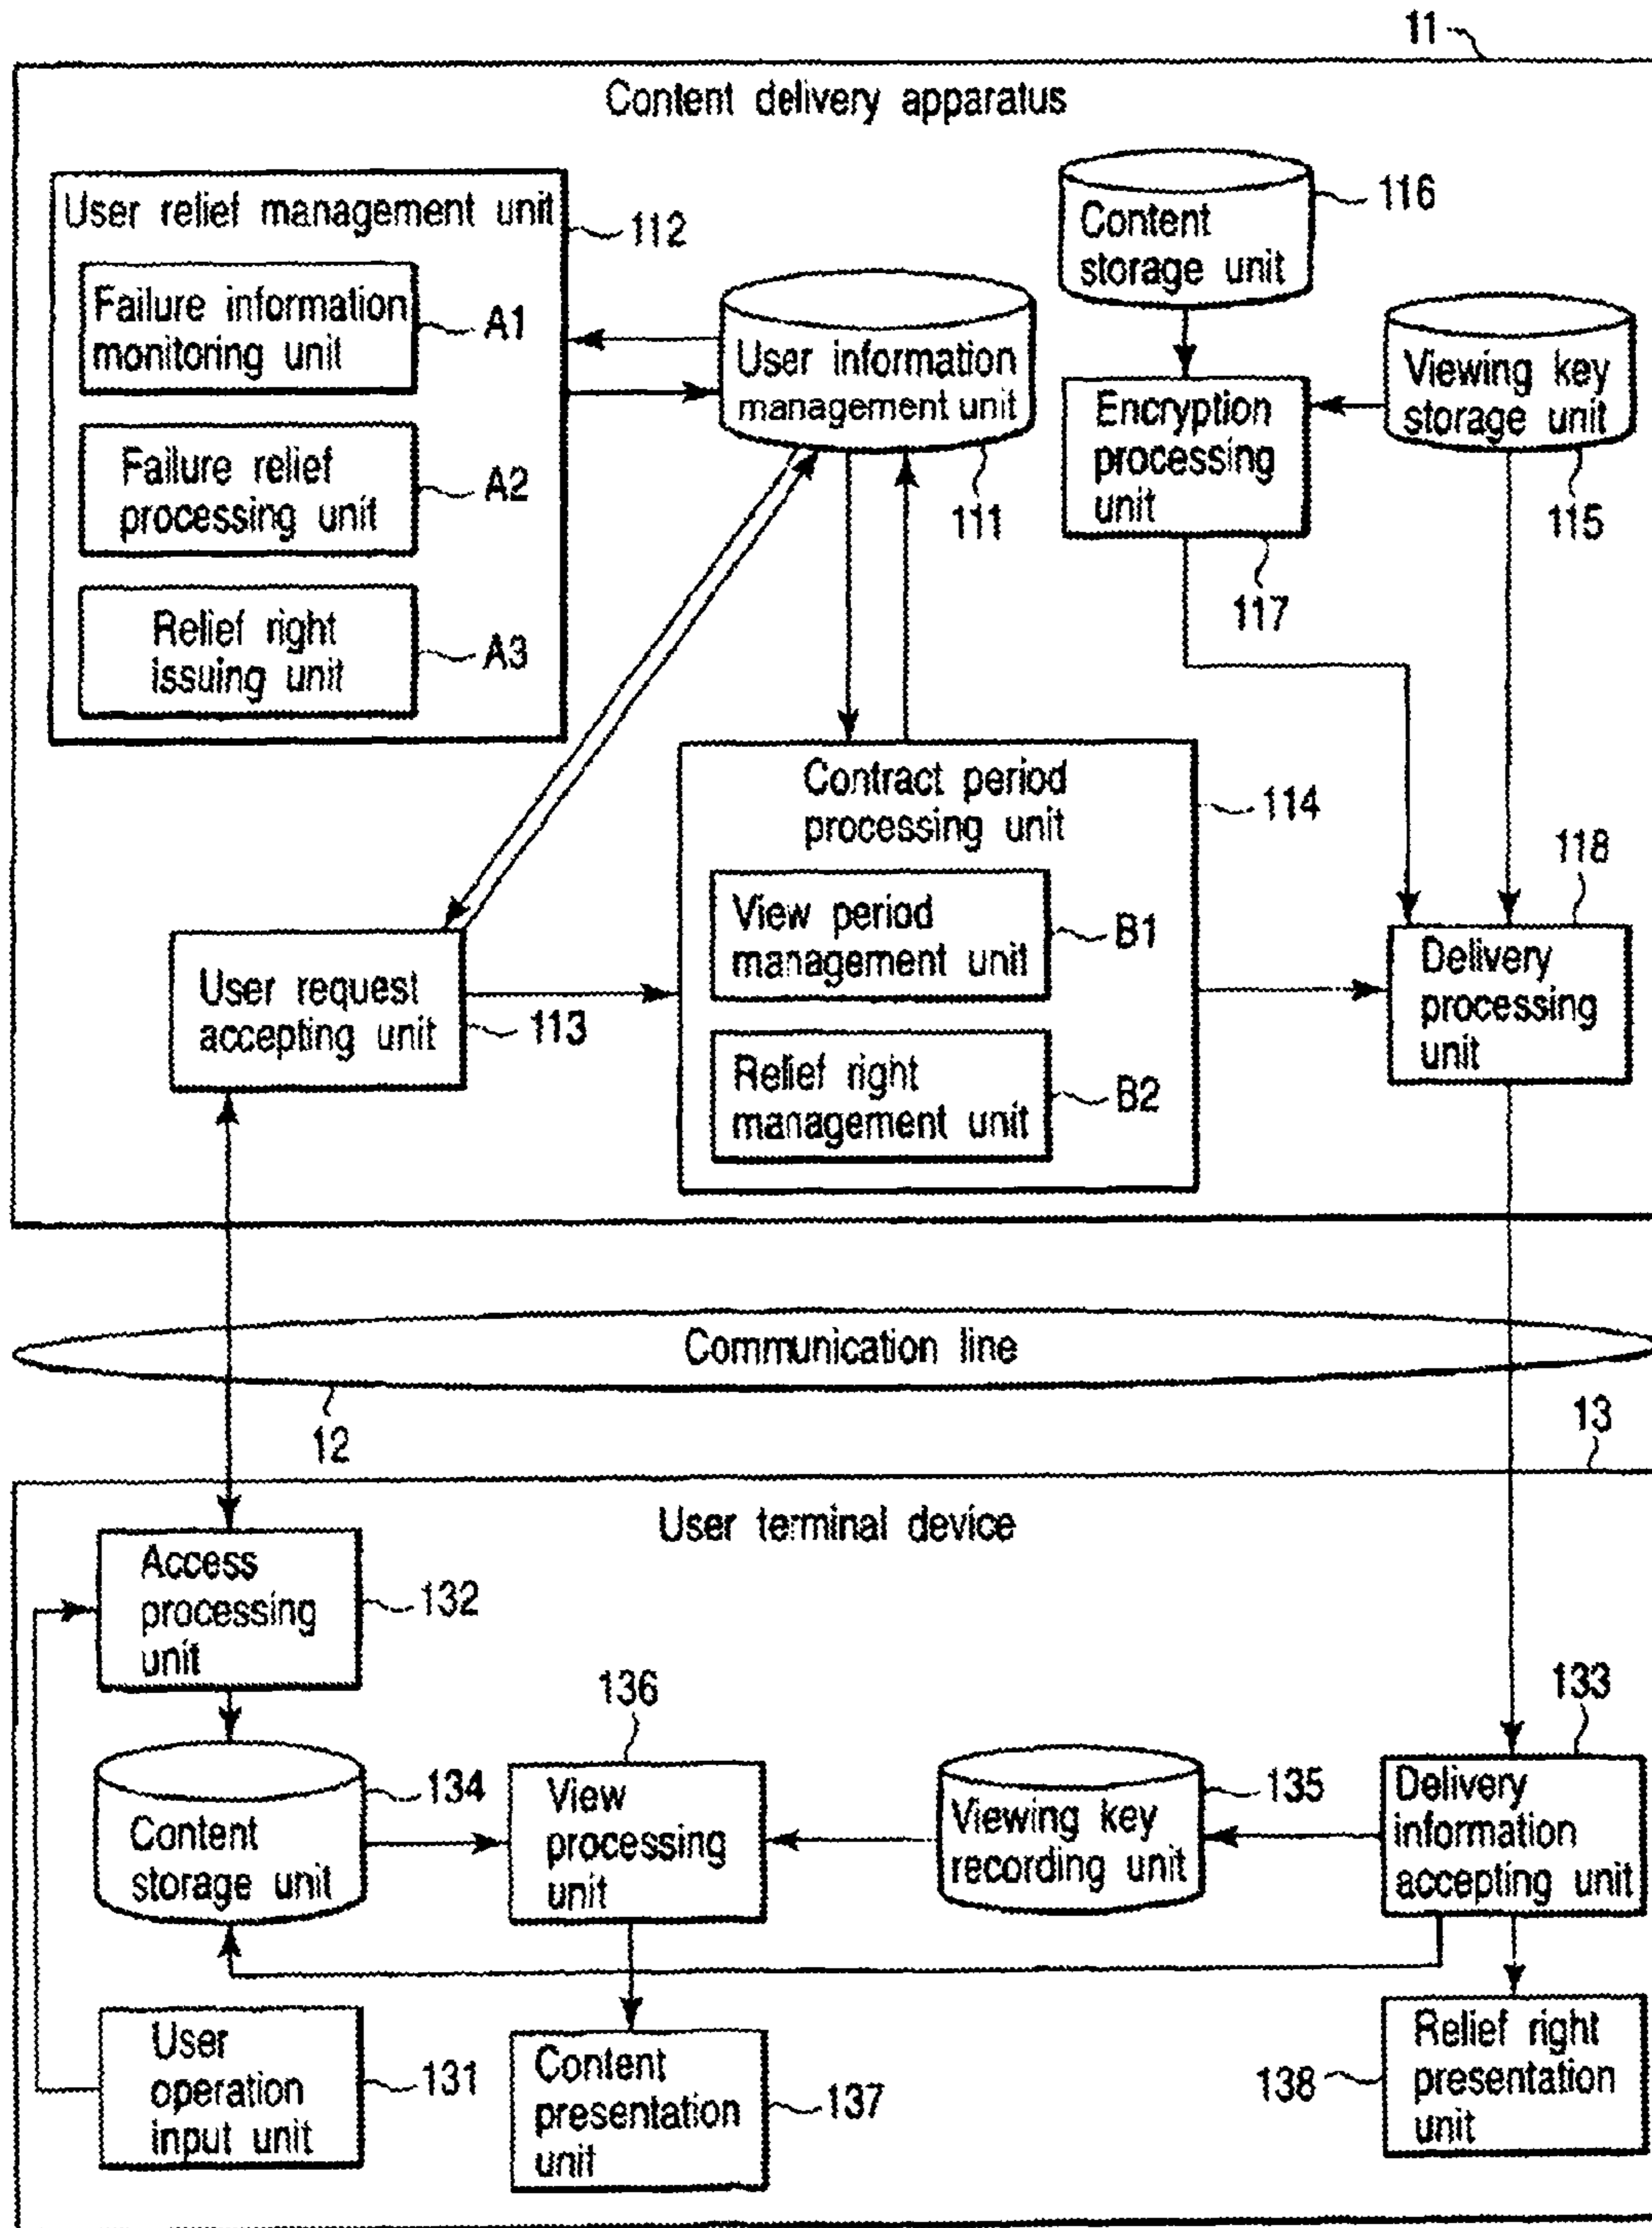 11
Content delivery apparatus
User relief management unit
112
Failure information
monitoring unit
A1
Failure relief
processing unit
A2
Relief right
issuing unit
A3
User information
management unit
111
Content
storage unit
116
Encryption
processing
unit
117
Viewing key
storage unit
115
Contract period
processing unit
114
View period
management unit
B1
Relief right
management unit
B2
User request
accepting unit
113
118
Delivery
processing
unit
Communication line
12
13
User terminal device
Access
processing
unit
132
136
133
Content
storage unit
134
View
processing
unit
Viewing key
recording unit
135
Delivery
information
accepting unit
User
operation
input unit
131
Content
presentation
unit
137
138
Relief right
presentation
unit